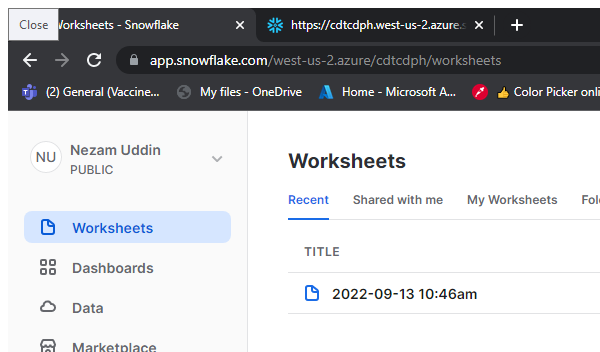 Close
Worksheets - Snowflake
https://cdtcdph.west-us-2.azure.s
app.snowflake.com/west-us-2.azure/cdtcdph/worksheets
(2) General (Vaccine...
My files - OneDrive
Home - Microsoft A...
👍 Color Picker onli
NU
Nezam Uddin
PUBLIC
Worksheets
Dashboards
Data
Marketplace
Worksheets
Recent
Shared with me
My Worksheets
Fol
TITLE
2022-09-13 10:46am